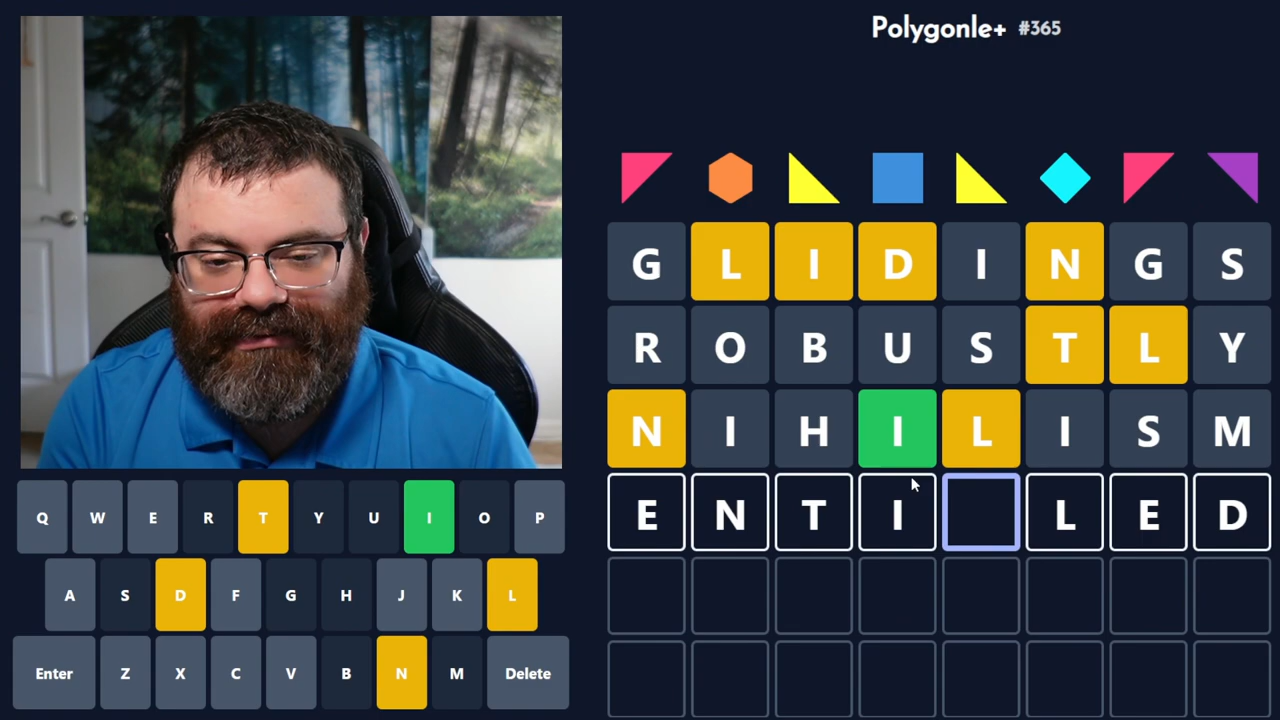 Polygonle+ #365
G L I D I N G S
R O B U S T L Y
N I H I L I S M
E N T I L E D
Q W E R T Y U I O P
A S D F G H J K L
Enter Z X C V B N M Delete